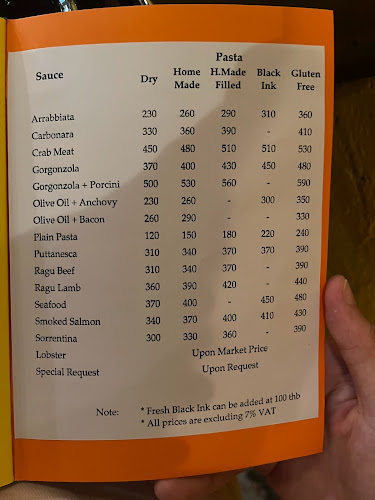 Pasta
Sauce Dry Home Made H.Made Filled Black Ink Gluten Free
Arrabbiata 230 260 290 310 360
Carbonara 330 360 390 - 410
Crab Meat 450 480 510 510 530
Gorgonzola 370 400 430 450 480
Gorgonzola + Porcini 500 530 560 - 590
Olive Oil + Anchovy 230 260 - 300 350
Olive Oil + Bacon 260 290 - - 330
Plain Pasta 120 150 180 220 240
Puttanesca 310 340 370 370 390
Ragu Beef 310 340 370 - 390
Ragu Lamb 360 390 420 - 440
Seafood 370 400 - 450 480
Smoked Salmon 340 370 400 410 430
Sorrentina 300 330 360 - 390
Lobster Upon Market Price
Special Request Upon Request
Note: * Fresh Black Ink can be added at 100 thb
* All prices are excluding 7% VAT